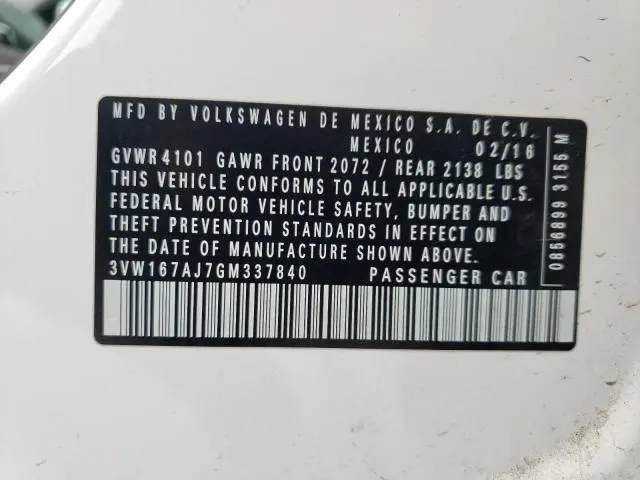 MFD BY VOLKSWAGEN DE MEXICO S.A. DE C.V.
MEXICO 02/16
GVWR 4101 GAWR FRONT 2072 / REAR 2138 LBS
THIS VEHICLE CONFORMS TO ALL APPLICABLE U.S.
FEDERAL MOTOR VEHICLE SAFETY, BUMPER AND
THEFT PREVENTION STANDARDS IN EFFECT ON
THE DATE OF MANUFACTURE SHOWN ABOVE.
3VW167AJ7GM337840 PASSENGER CAR
0856899 3155 M